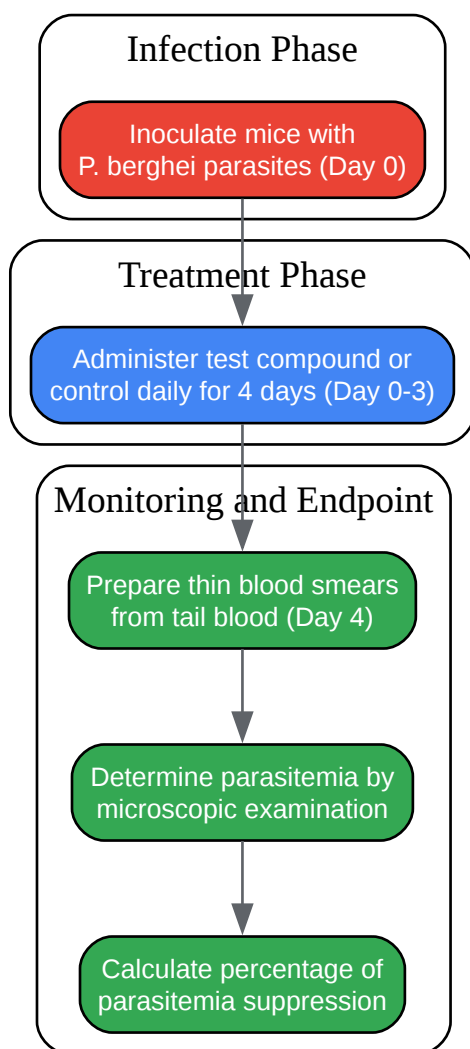 Infection Phase
Inoculate mice with
P. berghei parasites (Day 0)
Treatment Phase
Administer test compound or
control daily for 4 days (Day 0-3)
Monitoring and Endpoint
Prepare thin blood smears
from tail blood (Day 4)
Determine parasitemia by
microscopic examination
Calculate percentage of
parasitemia suppression